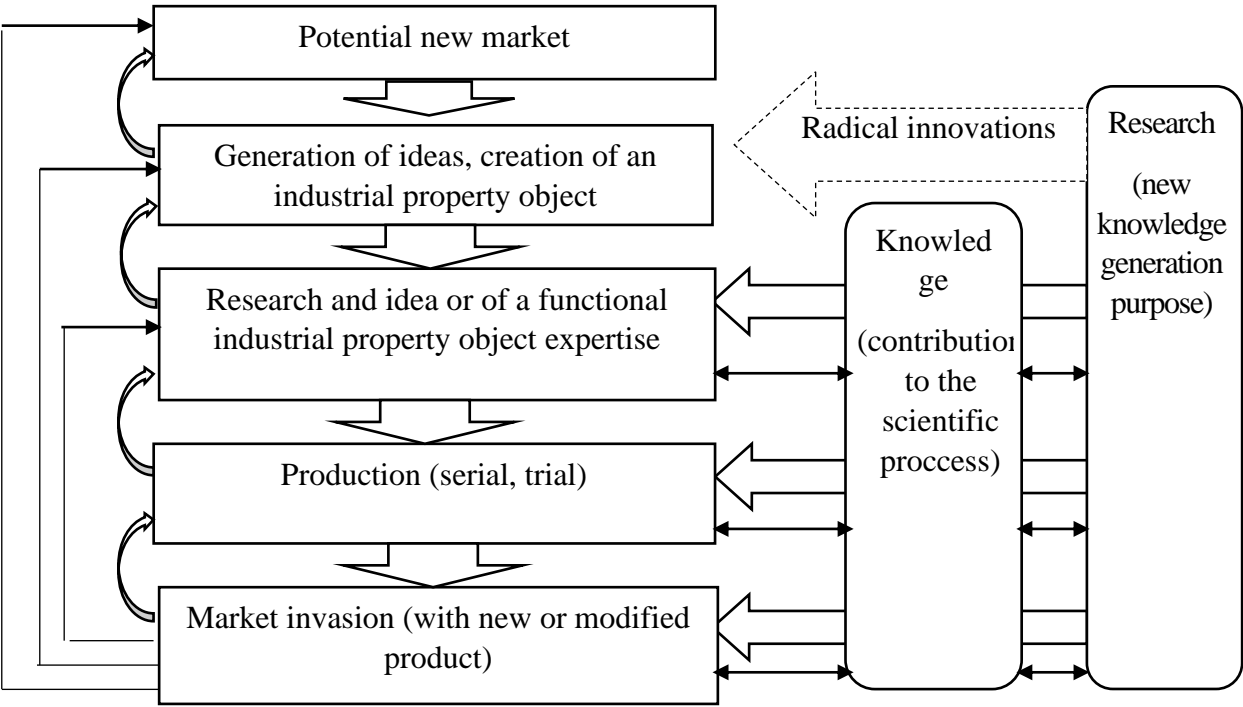 Potential new market
Generation of ideas, creation of an
industrial property object
Research and idea or of a functional
industrial property object expertise
Production (serial, trial)
Market invasion (with new or modified
product)
Radical innovations
Knowled
ge
(contribution
to the
scientific
proccess)
Research
(new
knowledge
generation
purpose)